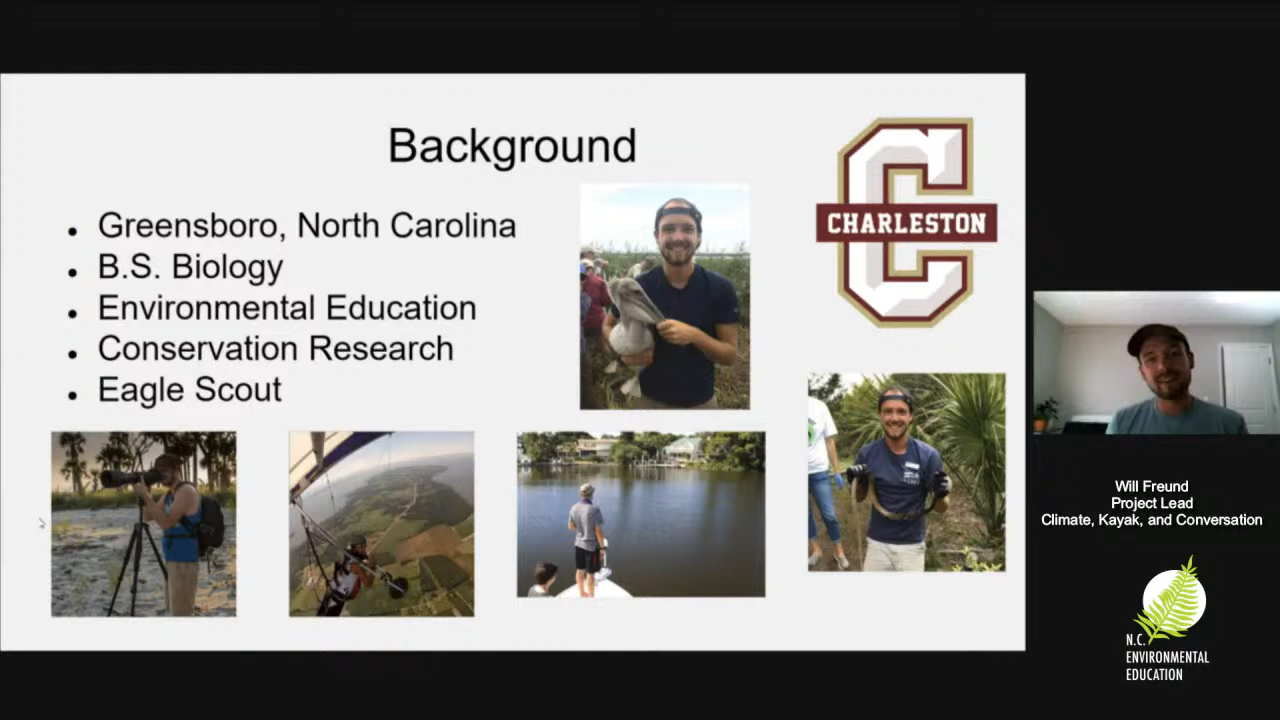 Background
Greensboro, North Carolina
B.S. Biology
Environmental Education
Conservation Research
Eagle Scout
CHARLESTON
Will Freund
Project Lead
Climate, Kayak, and Conversation
N.C.
ENVIRONMENTAL
EDUCATION